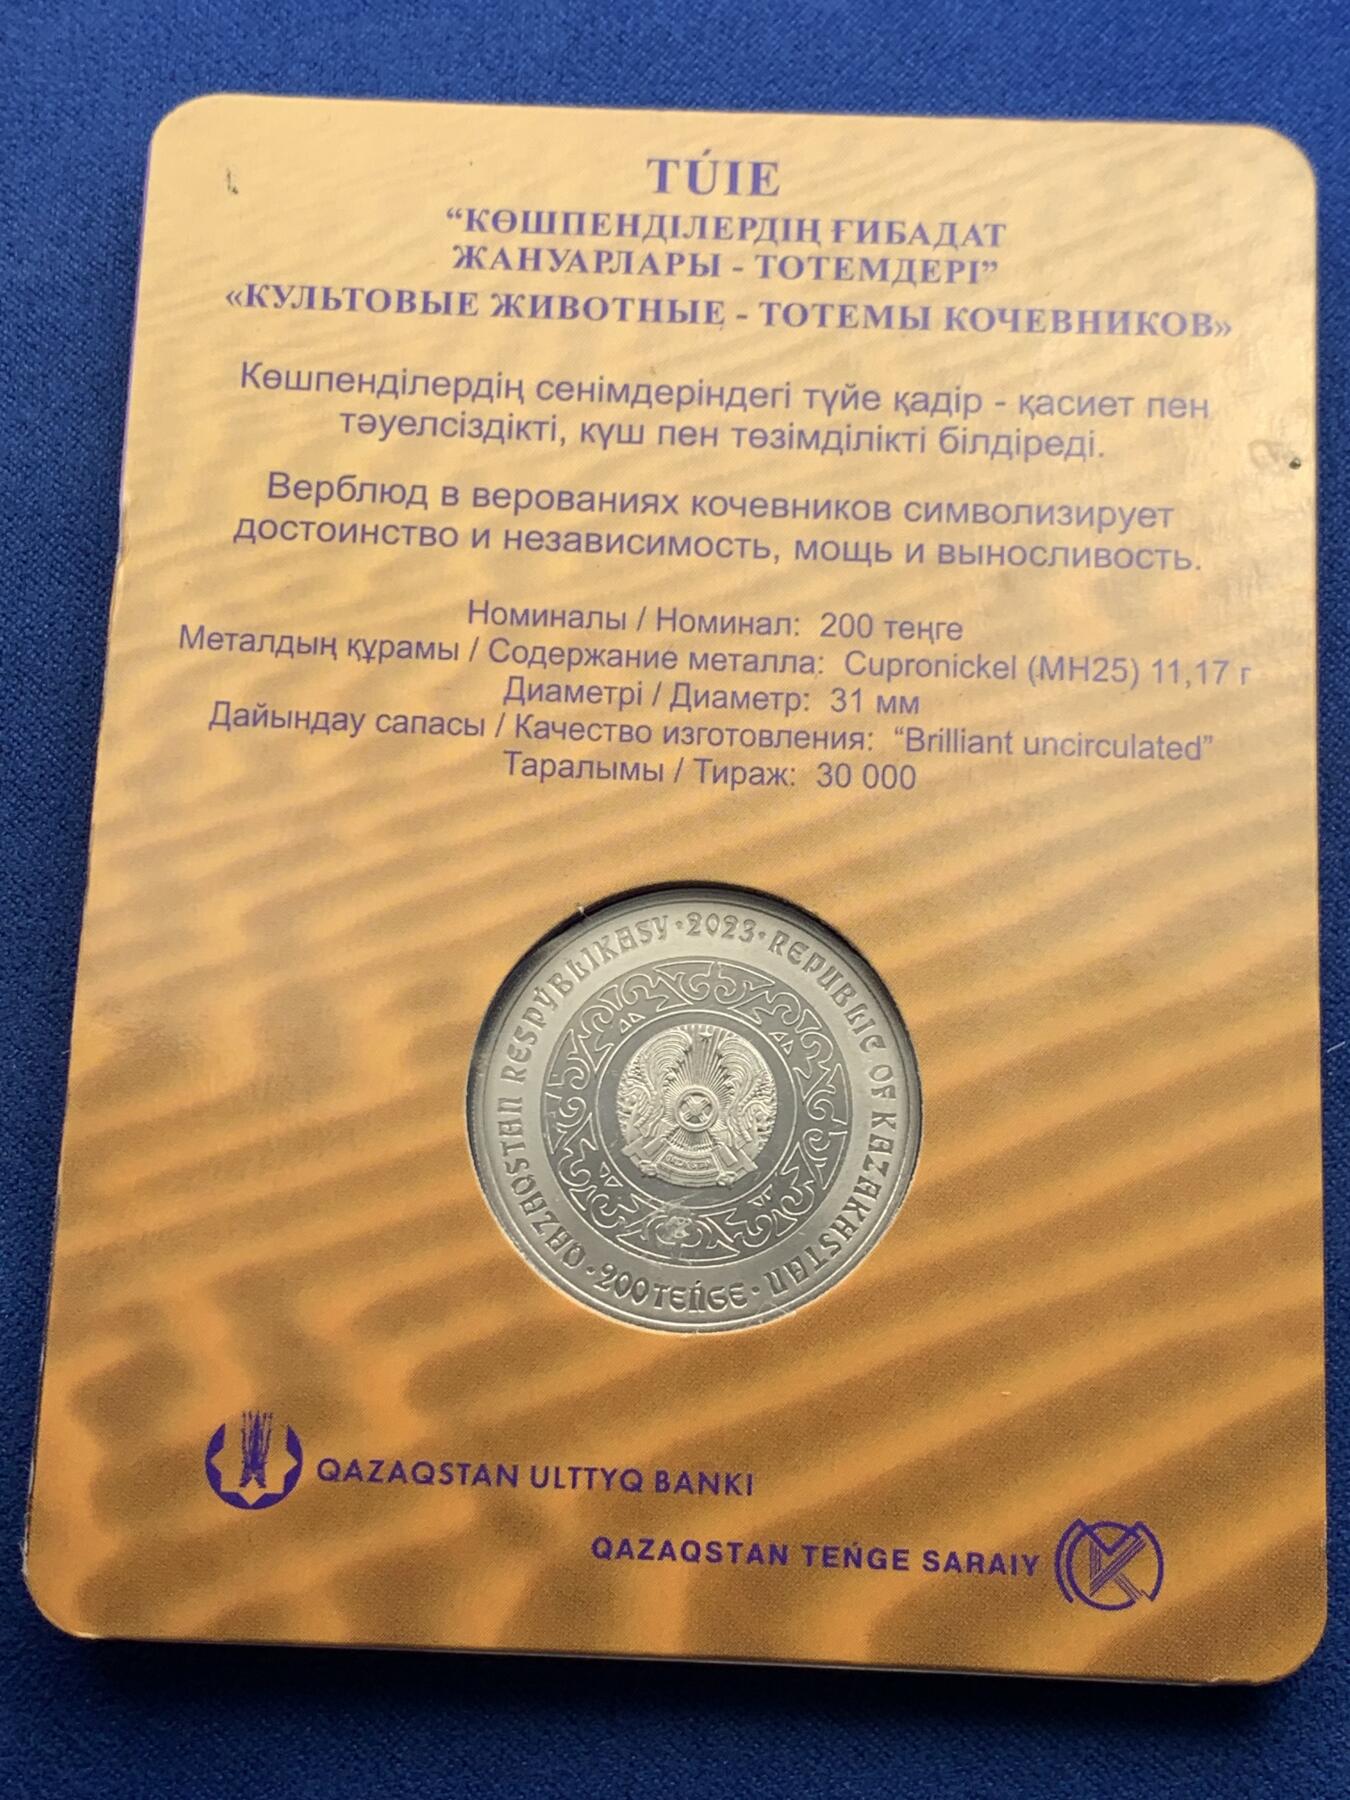 TÚIE
“КӨШПЕНДІЛЕРДІҢ ҒИБАДАТ
ЖАНУАРЛАРЫ - ТОТЕМДЕРІ”
«КУЛЬТОВЫЕ ЖИВОТНЫЕ - ТОТЕМЫ КОЧЕВНИКОВ»
Көшпенділердің сенімдеріндегі түйе қадір - қасиет пен
тәуелсіздікті, күш пен төзімділікті білдіреді.
Верблюд в верованиях кочевников символизирует
достоинство и независимость, мощь и выносливость.
Номиналы / Номинал: 200 теңге
Металдың құрамы / Содержание металла: Cupronickel (МН25) 11,17 г
Диаметрі / Диаметр: 31 мм
Дайындау сапасы / Качество изготовления: “Brilliant uncirculated”
Таралымы / Тираж: 30 000
QAZAQSTAN RESPÝBLIKASY · 2023 · REPUBLIC OF KAZAKHSTAN · 200 TEŃGE ·
QAZAQSTAN ULTTYQ BANKI
QAZAQSTAN TEŃGE SARAIY